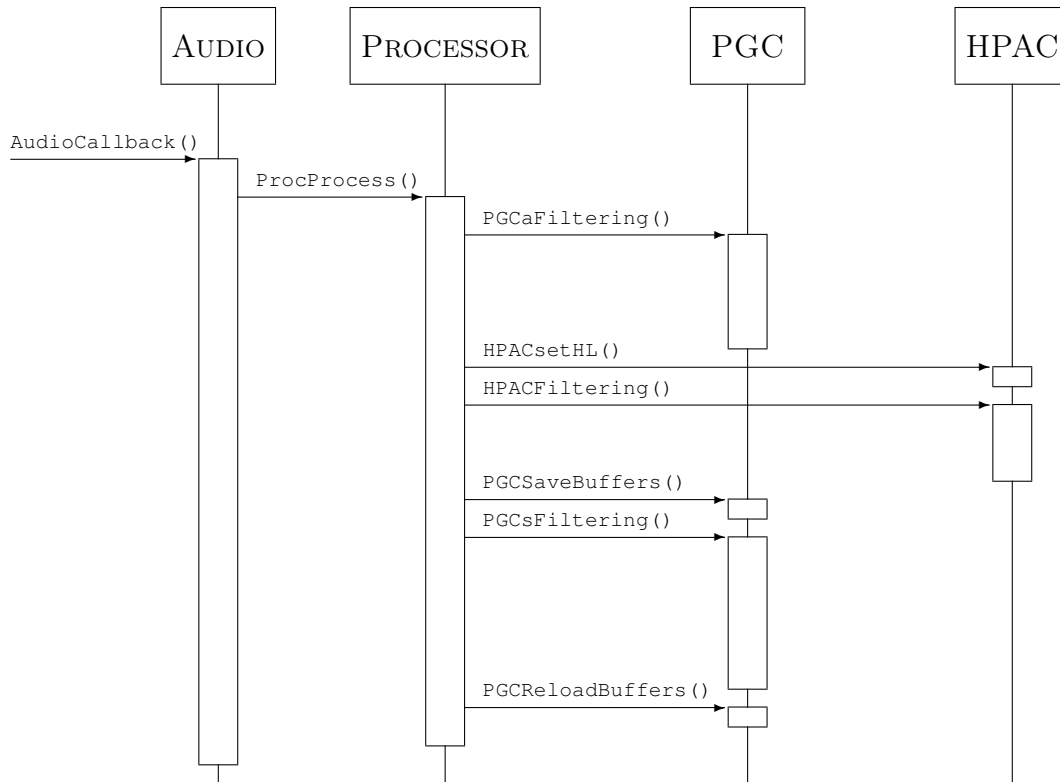 AUDIO
PROCESSOR
PGC
HPAC
AudioCallback()
ProcProcess()
PGCaFiltering()
HPACsetHL()
HPACFiltering()
PGCSaveBuffers()
PGCsFiltering()
PGCReloadBuffers()